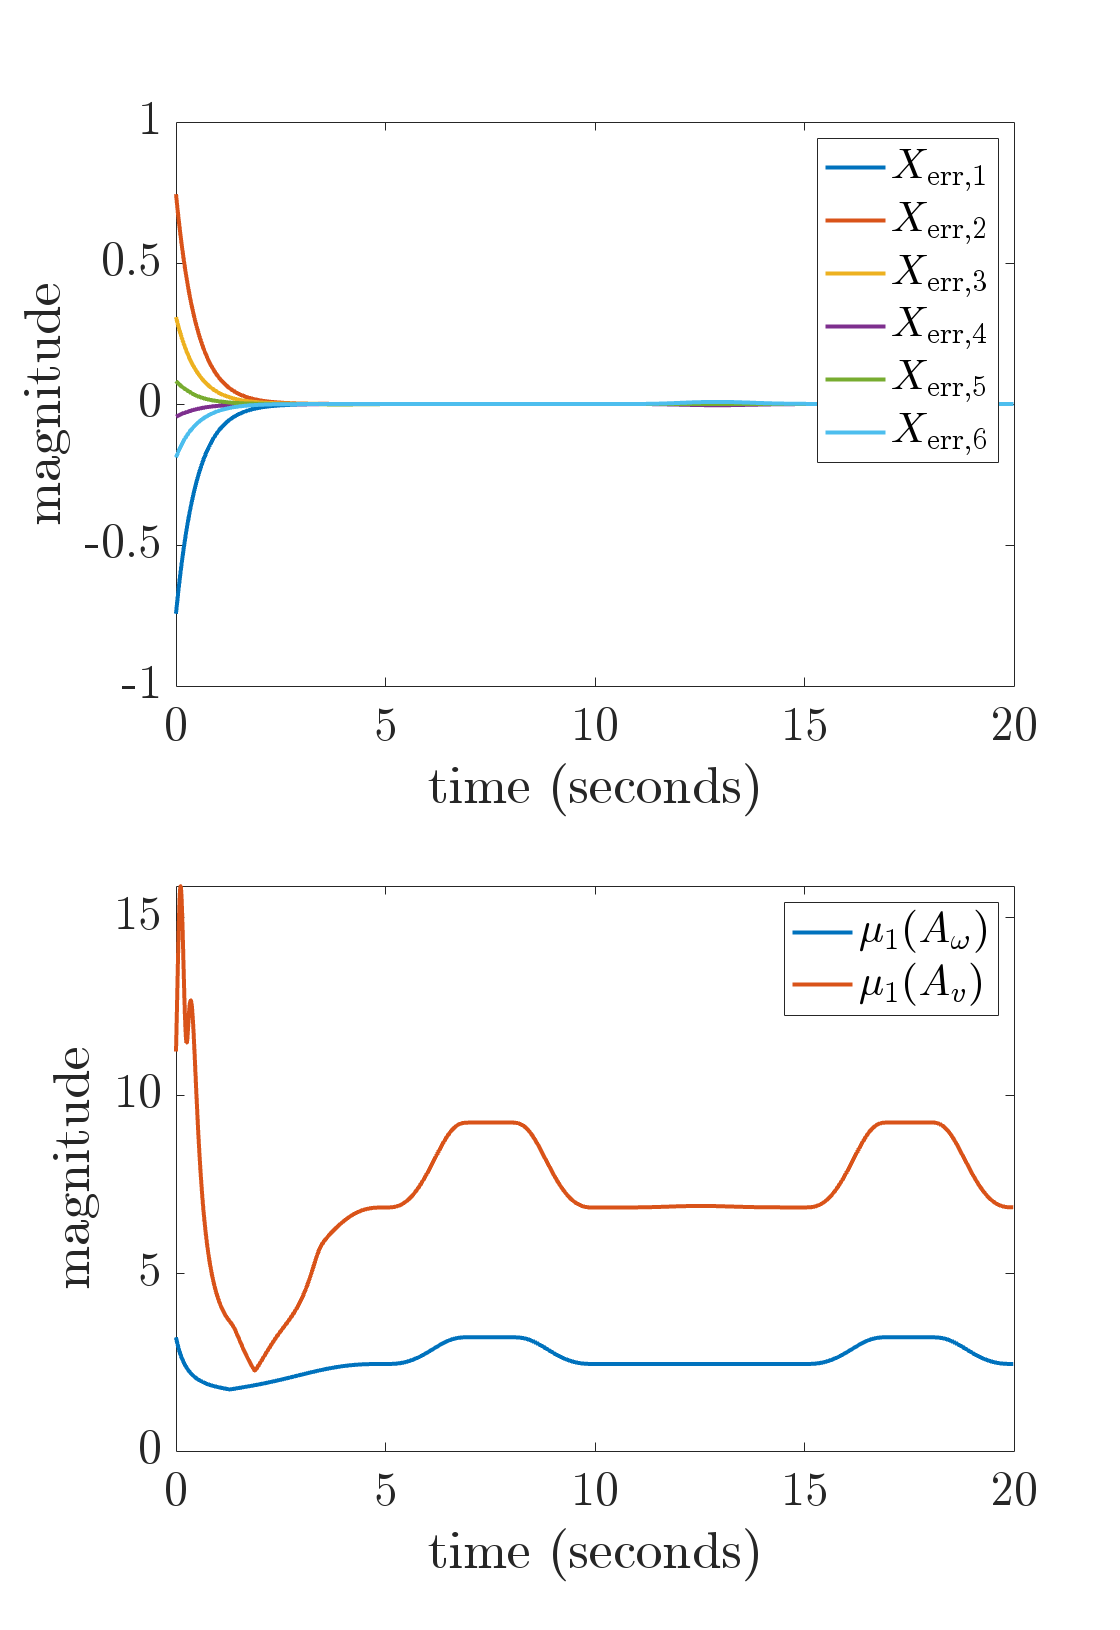 magnitude
1
0.5
0
-0.5
-1
X_err,1
X_err,2
X_err,3
X_err,4
X_err,5
X_err,6
0 5 10 15 20
time (seconds)
magnitude
15
10
5
0
μ₁(A_ω)
μ₁(A_v)
0 5 10 15 20
time (seconds)